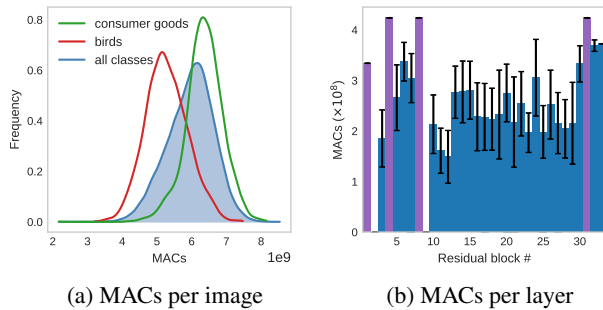 consumer goods
birds
all classes
Frequency
0.8
0.6
0.4
0.2
0.0
2 3 4 5 6 7 8
MACs
1e9
(a) MACs per image
MACs (×10⁸)
4
3
2
1
0
5 10 15 20 25 30
Residual block #
(b) MACs per layer